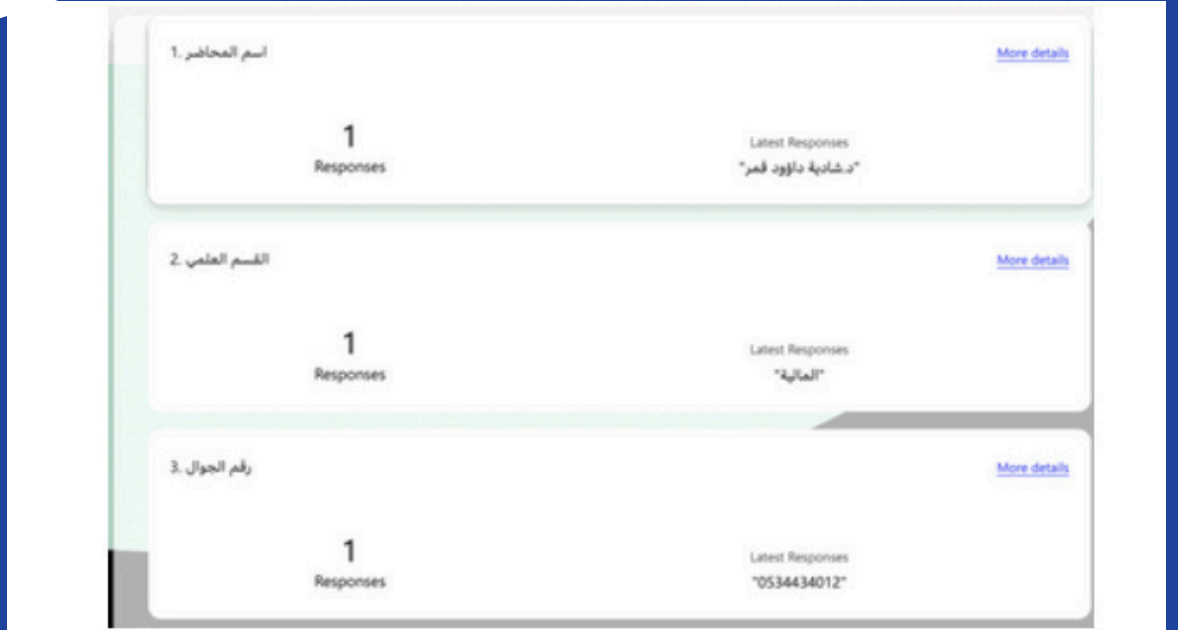 1. اسم المحاضر
More details
1
Responses
Latest Responses
"د.شادية داؤود قمر"
2. القسم العلمي
More details
1
Responses
Latest Responses
"المالية"
3. رقم الجوال
More details
1
Responses
Latest Responses
"0534434012"